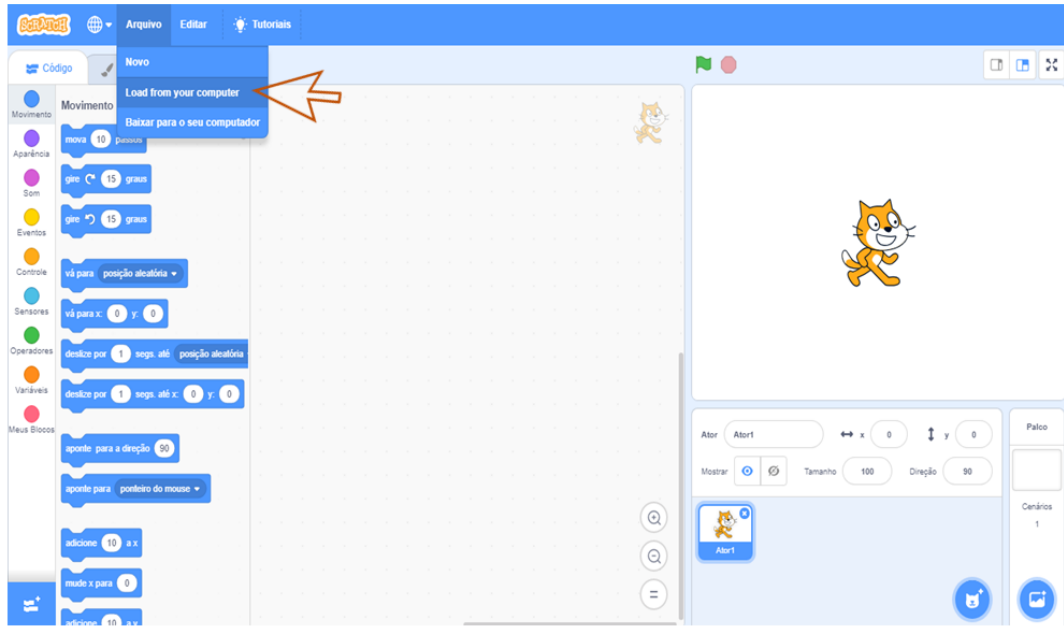 SCRATCH
Arquivo Editar Tutoriais
Código
Novo
Load from your computer
Baixar para o seu computador
Movimento
Aparência
Som
Eventos
Controle
Sensores
Operadores
Variáveis
Meus Blocos
Movimento
mova 10 passos
gire 15 graus
gire 15 graus
vá para posição aleatória
vá para x: 0 y: 0
deslize por 1 segs. até posição aleatória
deslize por 1 segs. até x: 0 y: 0
aponte para a direção 90
aponte para ponteiro do mouse
adicione 10 a x
mude x para 0
adicione 10 a y
Ator Ator1 x 0 y 0
Mostrar Tamanho 100 Direção 90
Ator1
Palco
Cenários
1